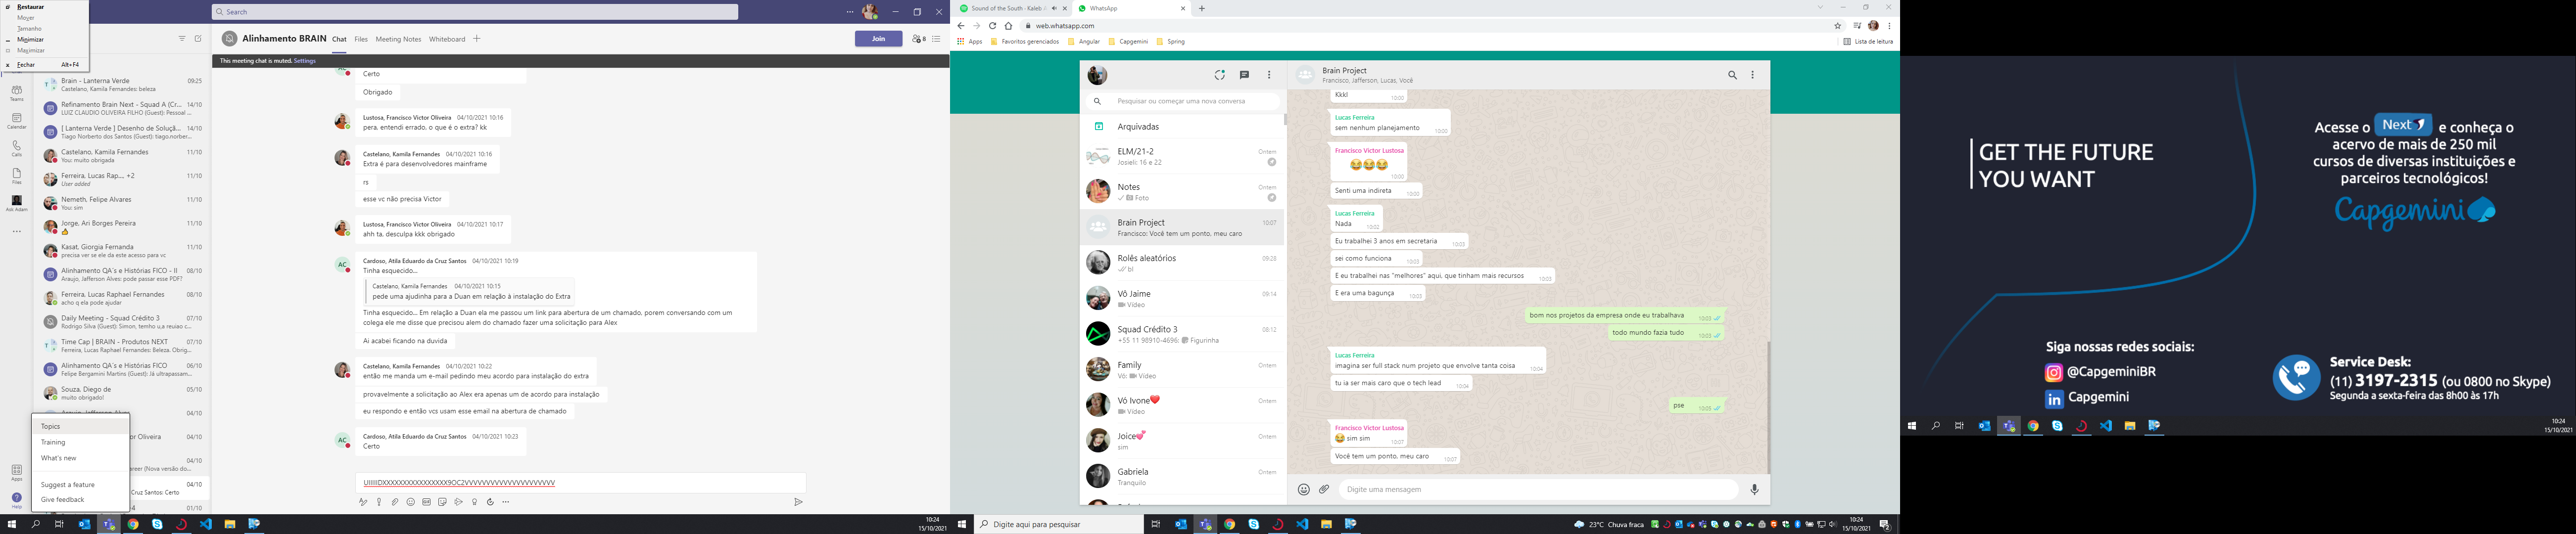 Restaurar
Mover
Tamanho
Minimizar
Maximizar
Fechar Alt+F4
Search
Teams
Calendar
Calls
Files
Ask Adam
Apps
Help
Brain - Lanterna Verde 09:25
Castelano, Kamila Fernandes: beleza
Refinamento Brain Next - Squad A (Cr... 14/10
LUIZ CLAUDIO OLIVEIRA FILHO (Guest): Pessoal ...
[ Lanterna Verde ] Desenho de Soluçã... 14/10
Tiago Norberto dos Santos (Guest): tiago.norber...
Castelano, Kamila Fernandes 11/10
You: muito obrigada
Ferreira, Lucas Rap..., +2 11/10
User added
Nemeth, Felipe Alvares 11/10
You: sim
Jorge, Ari Borges Pereira 11/10
👍
Kasat, Giorgia Fernanda 11/10
precisa ver se ele da este acesso para vc
Alinhamento QA´s e Histórias FICO - II 08/10
Araujo, Jefferson Alves: pode passar esse PDF?
Ferreira, Lucas Raphael Fernandes 08/10
acho q ela pode ajudar
Daily Meeting - Squad Crédito 3 07/10
Time Cap | BRAIN - Produtos NEXT 07/10
Ferreira, Lucas Raphael Fernandes: Beleza. Obrig...
Alinhamento QA´s e Histórias FICO 06/10
Felipe Bergamini Martins (Guest): Já ultrapassam...
Souza, Diego de 05/10
muito obrigado!
04/10
Oliveira 04/10
04/10
(Nova versão do...
04/10
Cruz Santos: Certo
01/10
Topics
Training
What's new
Suggest a feature
Give feedback
Alinhamento BRAIN Chat Files Meeting Notes Whiteboard
Join
8
This meeting chat is muted. Settings
Certo
Obrigado
Lustosa, Francisco Victor Oliveira 04/10/2021 10:16
pera, entendi errado, o que é o extra? kk
Castelano, Kamila Fernandes 04/10/2021 10:16
Extra é para desenvolvedores mainframe
rs
esse vc não precisa Victor
Lustosa, Francisco Victor Oliveira 04/10/2021 10:17
ahh ta, desculpa kkk obrigado
AC
Cardoso, Atila Eduardo da Cruz Santos 04/10/2021 10:19
Tinha esquecido...
Castelano, Kamila Fernandes 04/10/2021 10:15
pede uma ajudinha para a Duan em relação à instalação do Extra
Tinha esquecido... Em relação a Duan ela me passou um link para abertura de um chamado, porem conversando com um
colega ele me disse que precisou alem do chamado fazer uma solicitação para Alex
Ai acabei ficando na duvida
Castelano, Kamila Fernandes 04/10/2021 10:22
então me manda um e-mail pedindo meu acordo para instalação do extra
provavelmente a solicitação ao Alex era apenas um de acordo para instalação
eu respondo e então vcs usam esse email na abertura de chamado
AC
Cardoso, Atila Eduardo da Cruz Santos 04/10/2021 10:23
Certo
10:24
15/10/2021
Sound of the South - Kaleb
WhatsApp
web.whatsapp.com
Apps Favoritos gerenciados Angular Capgemini Spring Lista de leitura
Pesquisar ou começar uma nova conversa
Arquivadas
ELM/21-2 Ontem
Josieli: 16 e 22
Notes Ontem
Foto
Brain Project 10:07
Francisco: Você tem um ponto, meu caro
Rolês aleatórios 09:28
bl
Vô Jaime 09:14
Vídeo
Squad Crédito 3 08:12
+55 11 98910-4696: Figurinha
Family Ontem
Vô: Vídeo
Vó Ivone❤️ Ontem
Vídeo
Joice💕 Ontem
sim
Gabriela Ontem
Tranquilo
Brain Project
Francisco, Jafferson, Lucas, Você
Kkkl 10:00
Lucas Ferreira
sem nenhum planejamento 10:00
Francisco Victor Lustosa
😂😂😂 10:00
Senti uma indireta 10:00
Lucas Ferreira
Nada 10:02
Eu trabalhei 3 anos em secretaria 10:03
sei como funciona 10:03
E eu trabalhei nas "melhores" aqui, que tinham mais recursos 10:03
E era uma bagunça 10:03
bom nos projetos da empresa onde eu trabalhava 10:03
todo mundo fazia tudo 10:03
Lucas Ferreira
imagina ser full stack num projeto que envolve tanta coisa 10:04
tu ia ser mais caro que o tech lead 10:04
pse 10:05
Francisco Victor Lustosa
😂 sim sim 10:07
Você tem um ponto, meu caro 10:07
Digite uma mensagem
Digite aqui para pesquisar
23°C Chuva fraca
10:24
15/10/2021
2
GET THE FUTURE
YOU WANT
Acesse o Next e conheça o
acervo de mais de 250 mil
cursos de diversas instituições e
parceiros tecnológicos!
Capgemini
Siga nossas redes sociais:
@CapgeminiBR
Capgemini
Service Desk:
(11) 3197-2315 (ou 0800 no Skype)
Segunda a sexta-feira das 8h00 às 17h
10:24
15/10/2021